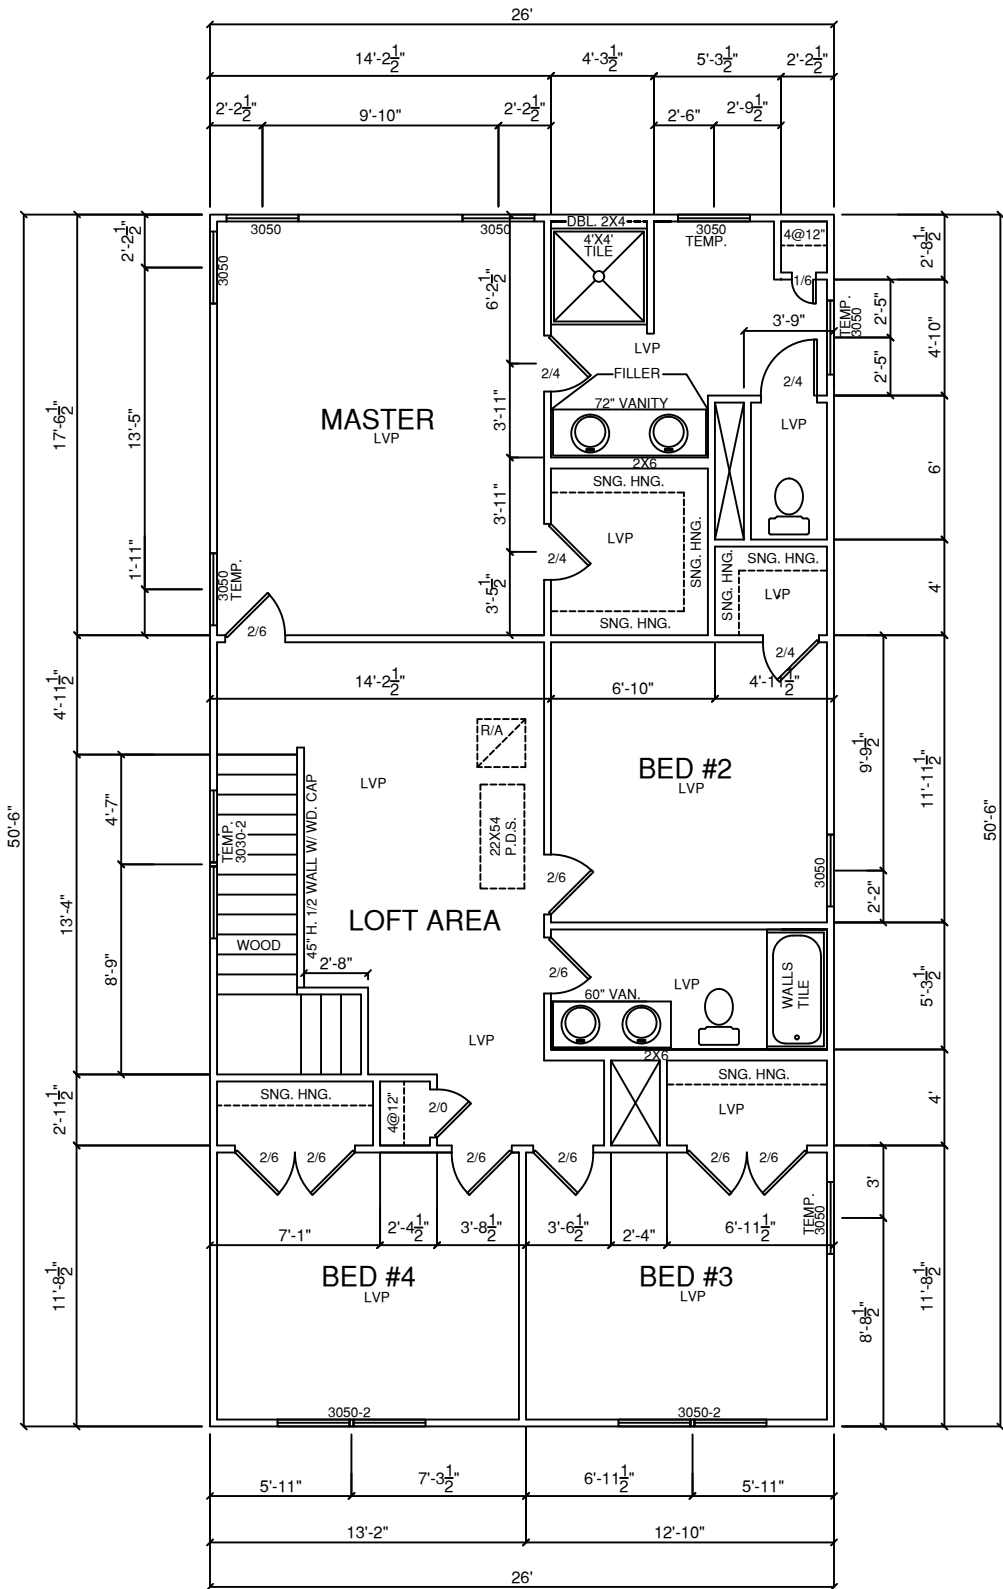 26'
14'-2 1/2"
4'-3 1/2"
5'-3 1/2"
2'-2 1/2"
2'-2 1/2"
9'-10"
2'-2 1/2"
2'-6"
2'-9 1/2"
3050
3050
DBL. 2X4
4'X4'
TILE
3050
TEMP.
4@12"
1/6
2'-2 1/2"
3050
6'-2 1/2"
2'-8 1/2"
TEMP.
3050
2'-5"
4'-10"
3'-9"
2'-5"
LVP
FILLER
2/4
2/4
72" VANITY
MASTER
LVP
LVP
17'-6 1/2"
13'-5"
3'-11"
2X6
SNG. HNG.
6'
3'-11"
LVP
SNG. HNG.
2/4
SNG. HNG.
SNG. HNG.
LVP
4'
1'-11"
3050
TEMP.
3'-5 1/2"
SNG. HNG.
2/6
2/4
14'-2 1/2"
6'-10"
4'-11 1/2"
4'-11 1/2"
R/A
LVP
BED #2
LVP
9'-9 1/2"
11'-11 1/2"
50'-6"
50'-6"
4'-7"
TEMP.
3030-2
45" H. 1/2 WALL W/ WD. CAP
22X54
P.D.S.
2/6
3050
2'-2"
LOFT AREA
13'-4"
WOOD
8'-9"
2'-8"
2/6
LVP
WALLS
TILE
60" VAN.
5'-3 1/2"
LVP
2X6
SNG. HNG.
SNG. HNG.
4@12"
2/0
LVP
2'-11 1/2"
4'
2/6
2/6
2/6
2/6
2/6
2/6
3'
TEMP.
3050
7'-1"
2'-4 1/2"
3'-8 1/2"
3'-6 1/2"
2'-4"
6'-11 1/2"
BED #4
LVP
BED #3
LVP
11'-8 1/2"
8'-8 1/2"
11'-8 1/2"
3050-2
3050-2
5'-11"
7'-3 1/2"
6'-11 1/2"
5'-11"
13'-2"
12'-10"
26'